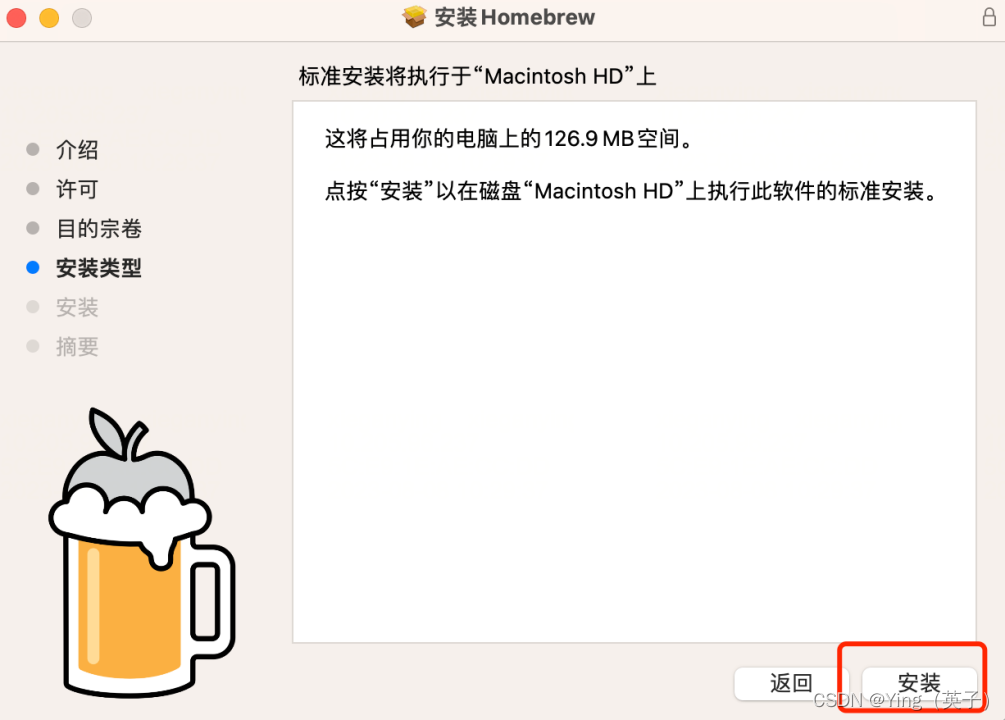 安装Homebrew
标准安装将执行于“Macintosh HD”上
这将占用你的电脑上的126.9 MB空间。
点按“安装”以在磁盘“Macintosh HD”上执行此软件的标准安装。
介绍
许可
目的宗卷
安装类型
安装
摘要
返回
安装
CSDN @Ying（英子）